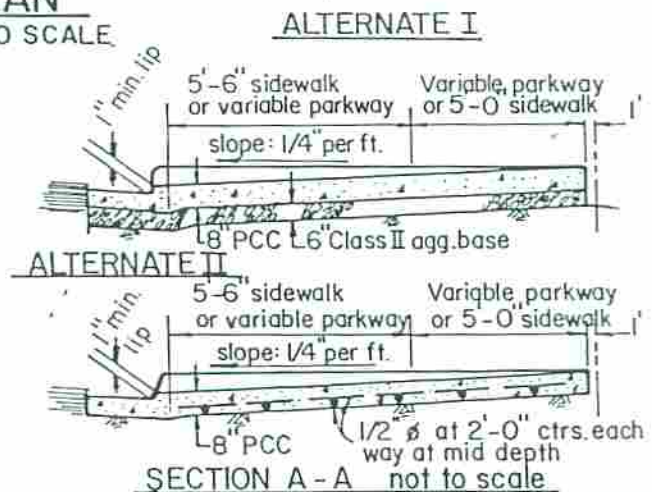 AN
O SCALE
ALTERNATE I
1" min. lip
5'-6" sidewalk
or variable parkway
Variable parkway
or 5-0 sidewalk
1'
slope: 1/4" per ft.
8" PCC
6" Class II agg. base
ALTERNATE II
1" min.
lip
5-6" sidewalk
or variable parkway
Variable parkway
or 5-0" sidewalk
1'
slope: 1/4" per ft.
8" PCC
1/2" ø at 2'-0" ctrs. each
way at mid depth
SECTION A-A not to scale